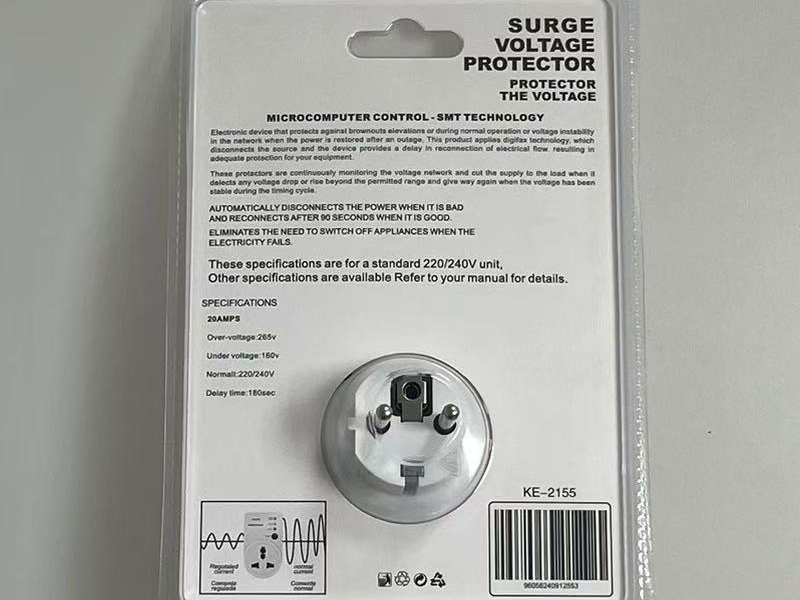 SURGE
VOLTAGE
PROTECTOR
PROTECTOR
THE VOLTAGE
MICROCOMPUTER CONTROL - SMT TECHNOLOGY
Electronic device that protects against brownouts elevations or during normal operation or voltage instability
in the network when the power is restored after an outage, This product applies digifax technology, which
disconnects the source and the device provides a delay in reconnection of electrical flow. resulting in
adequate protection for your equipment.
These protectors are continuously monitoring the voltage network and cut the supply to the load when it
delects any voltage drop or rise beyond the permitted range and give way again when the voltage has been
stable during the timing cycle.
AUTOMATICALLY DISCONNECTS THE POWER WHEN IT IS BAD
AND RECONNECTS AFTER 90 SECONDS WHEN IT IS GOOD.
ELIMINATES THE NEED TO SWITCH OFF APPLIANCES WHEN THE
ELECTRICITY FAILS.
These specifications are for a standard 220/240V unit,
Other specifications are available Refer to your manual for details.
SPECIFICATIONS
20AMPS
Over-voltage:265v
Under voltage:160v
Normall:220/240V
Delay time:180sec
KE-2155
Regulated
current
normal
current
Compota
regulada
Comente
normal
9605824091 2553